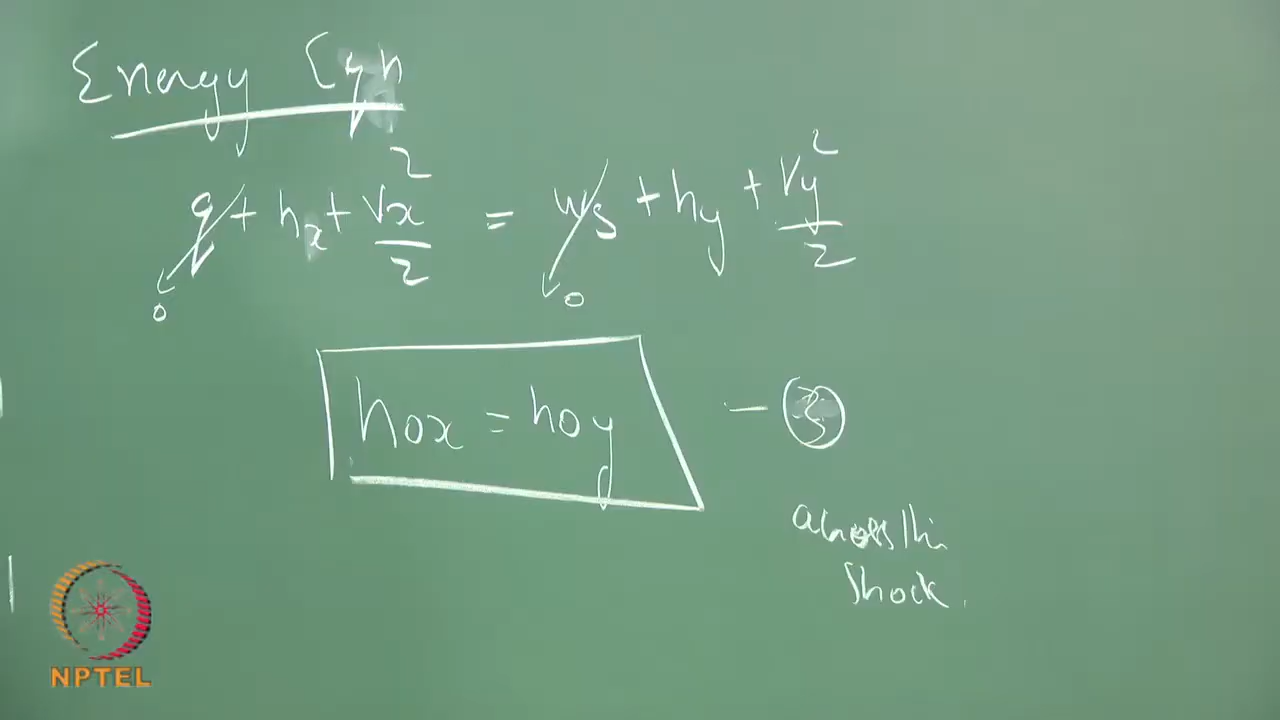 Energy Eqn
q + hx + Vx²/2 = ws + hy + Vy²/2
0 0
hox = hoy - 3
across the
shock.
NPTEL